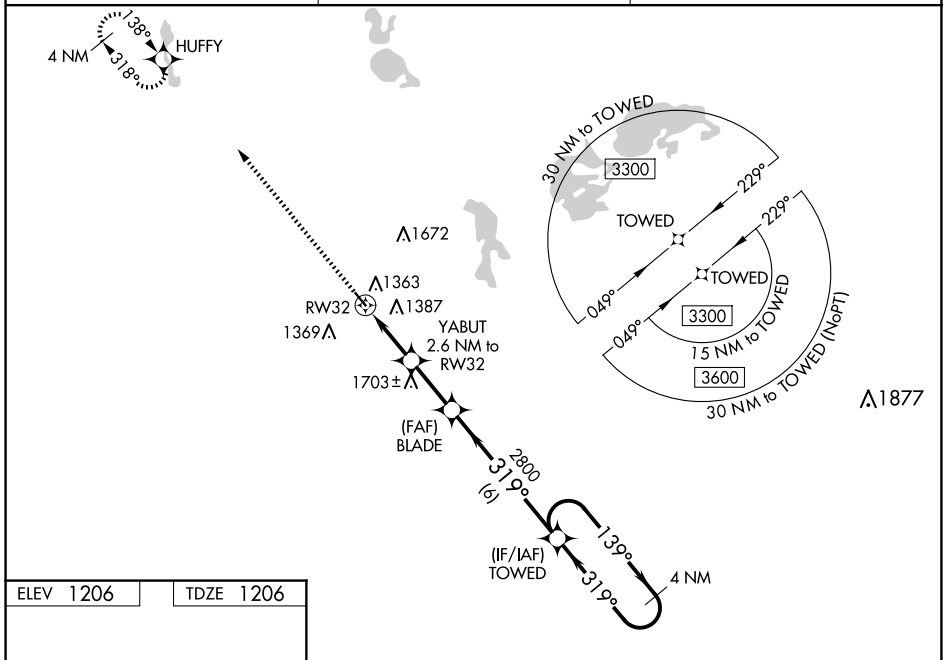 138°
HUFFY
4 NM
318°
30 NM to TOWED
3300
229°
TOWED
049°
229°
TOWED
049°
3300
15 NM to TOWED
3600
30 NM to TOWED (NoPT)
1672
1363
RW32
1387
1369
YABUT
2.6 NM to
RW32
1703±
1877
(FAF)
BLADE
2800
319°
(6)
(IF/IAF)
TOWED
139°
4 NM
319°
ELEV 1206
TDZE 1206